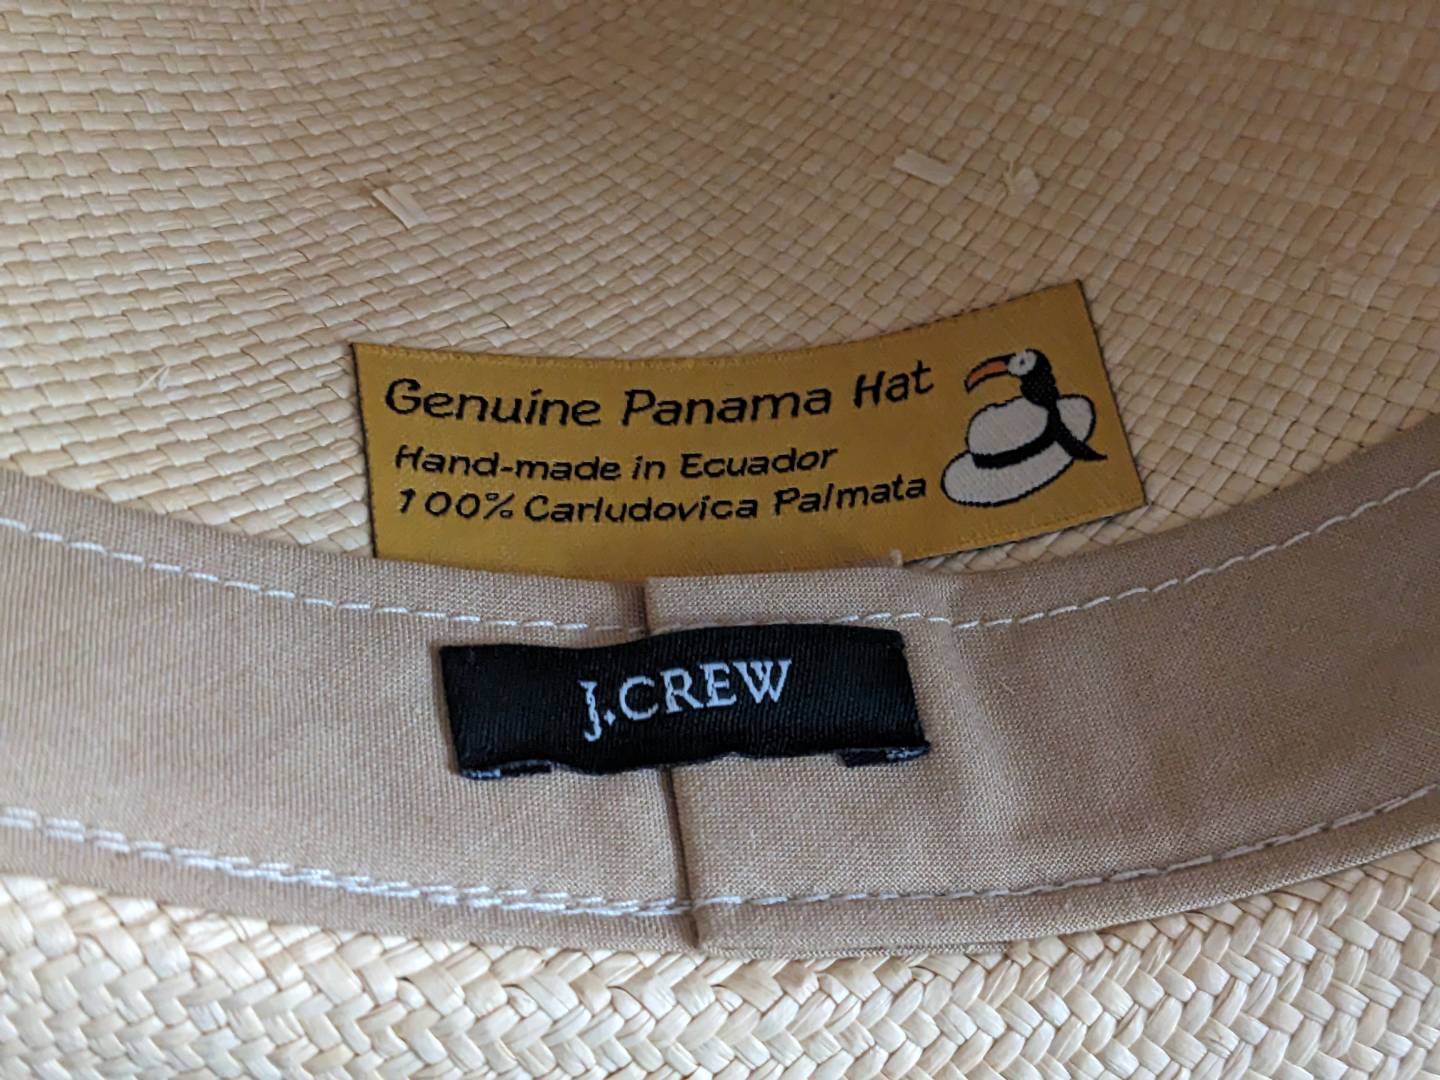 Genuine Panama Hat
Hand-made in Ecuador
100% Carludovica Palmata
J.CREW